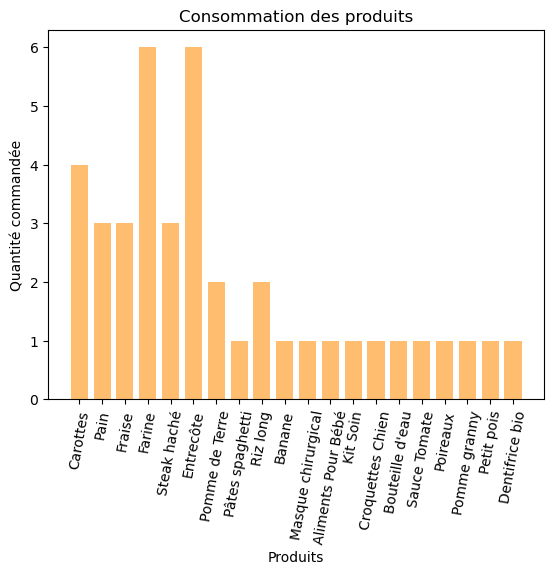 Consommation des produits
Quantité commandée
6
5
4
3
2
1
0
Carottes
Pain
Fraise
Farine
Steak haché
Entrecôte
Pomme de Terre
Pâtes spaghetti
Riz long
Banane
Masque chirurgical
Aliments Pour Bébé
Kit Soin
Croquettes Chien
Bouteille d'eau
Sauce Tomate
Poireaux
Pomme granny
Petit pois
Dentifrice bio
Produits